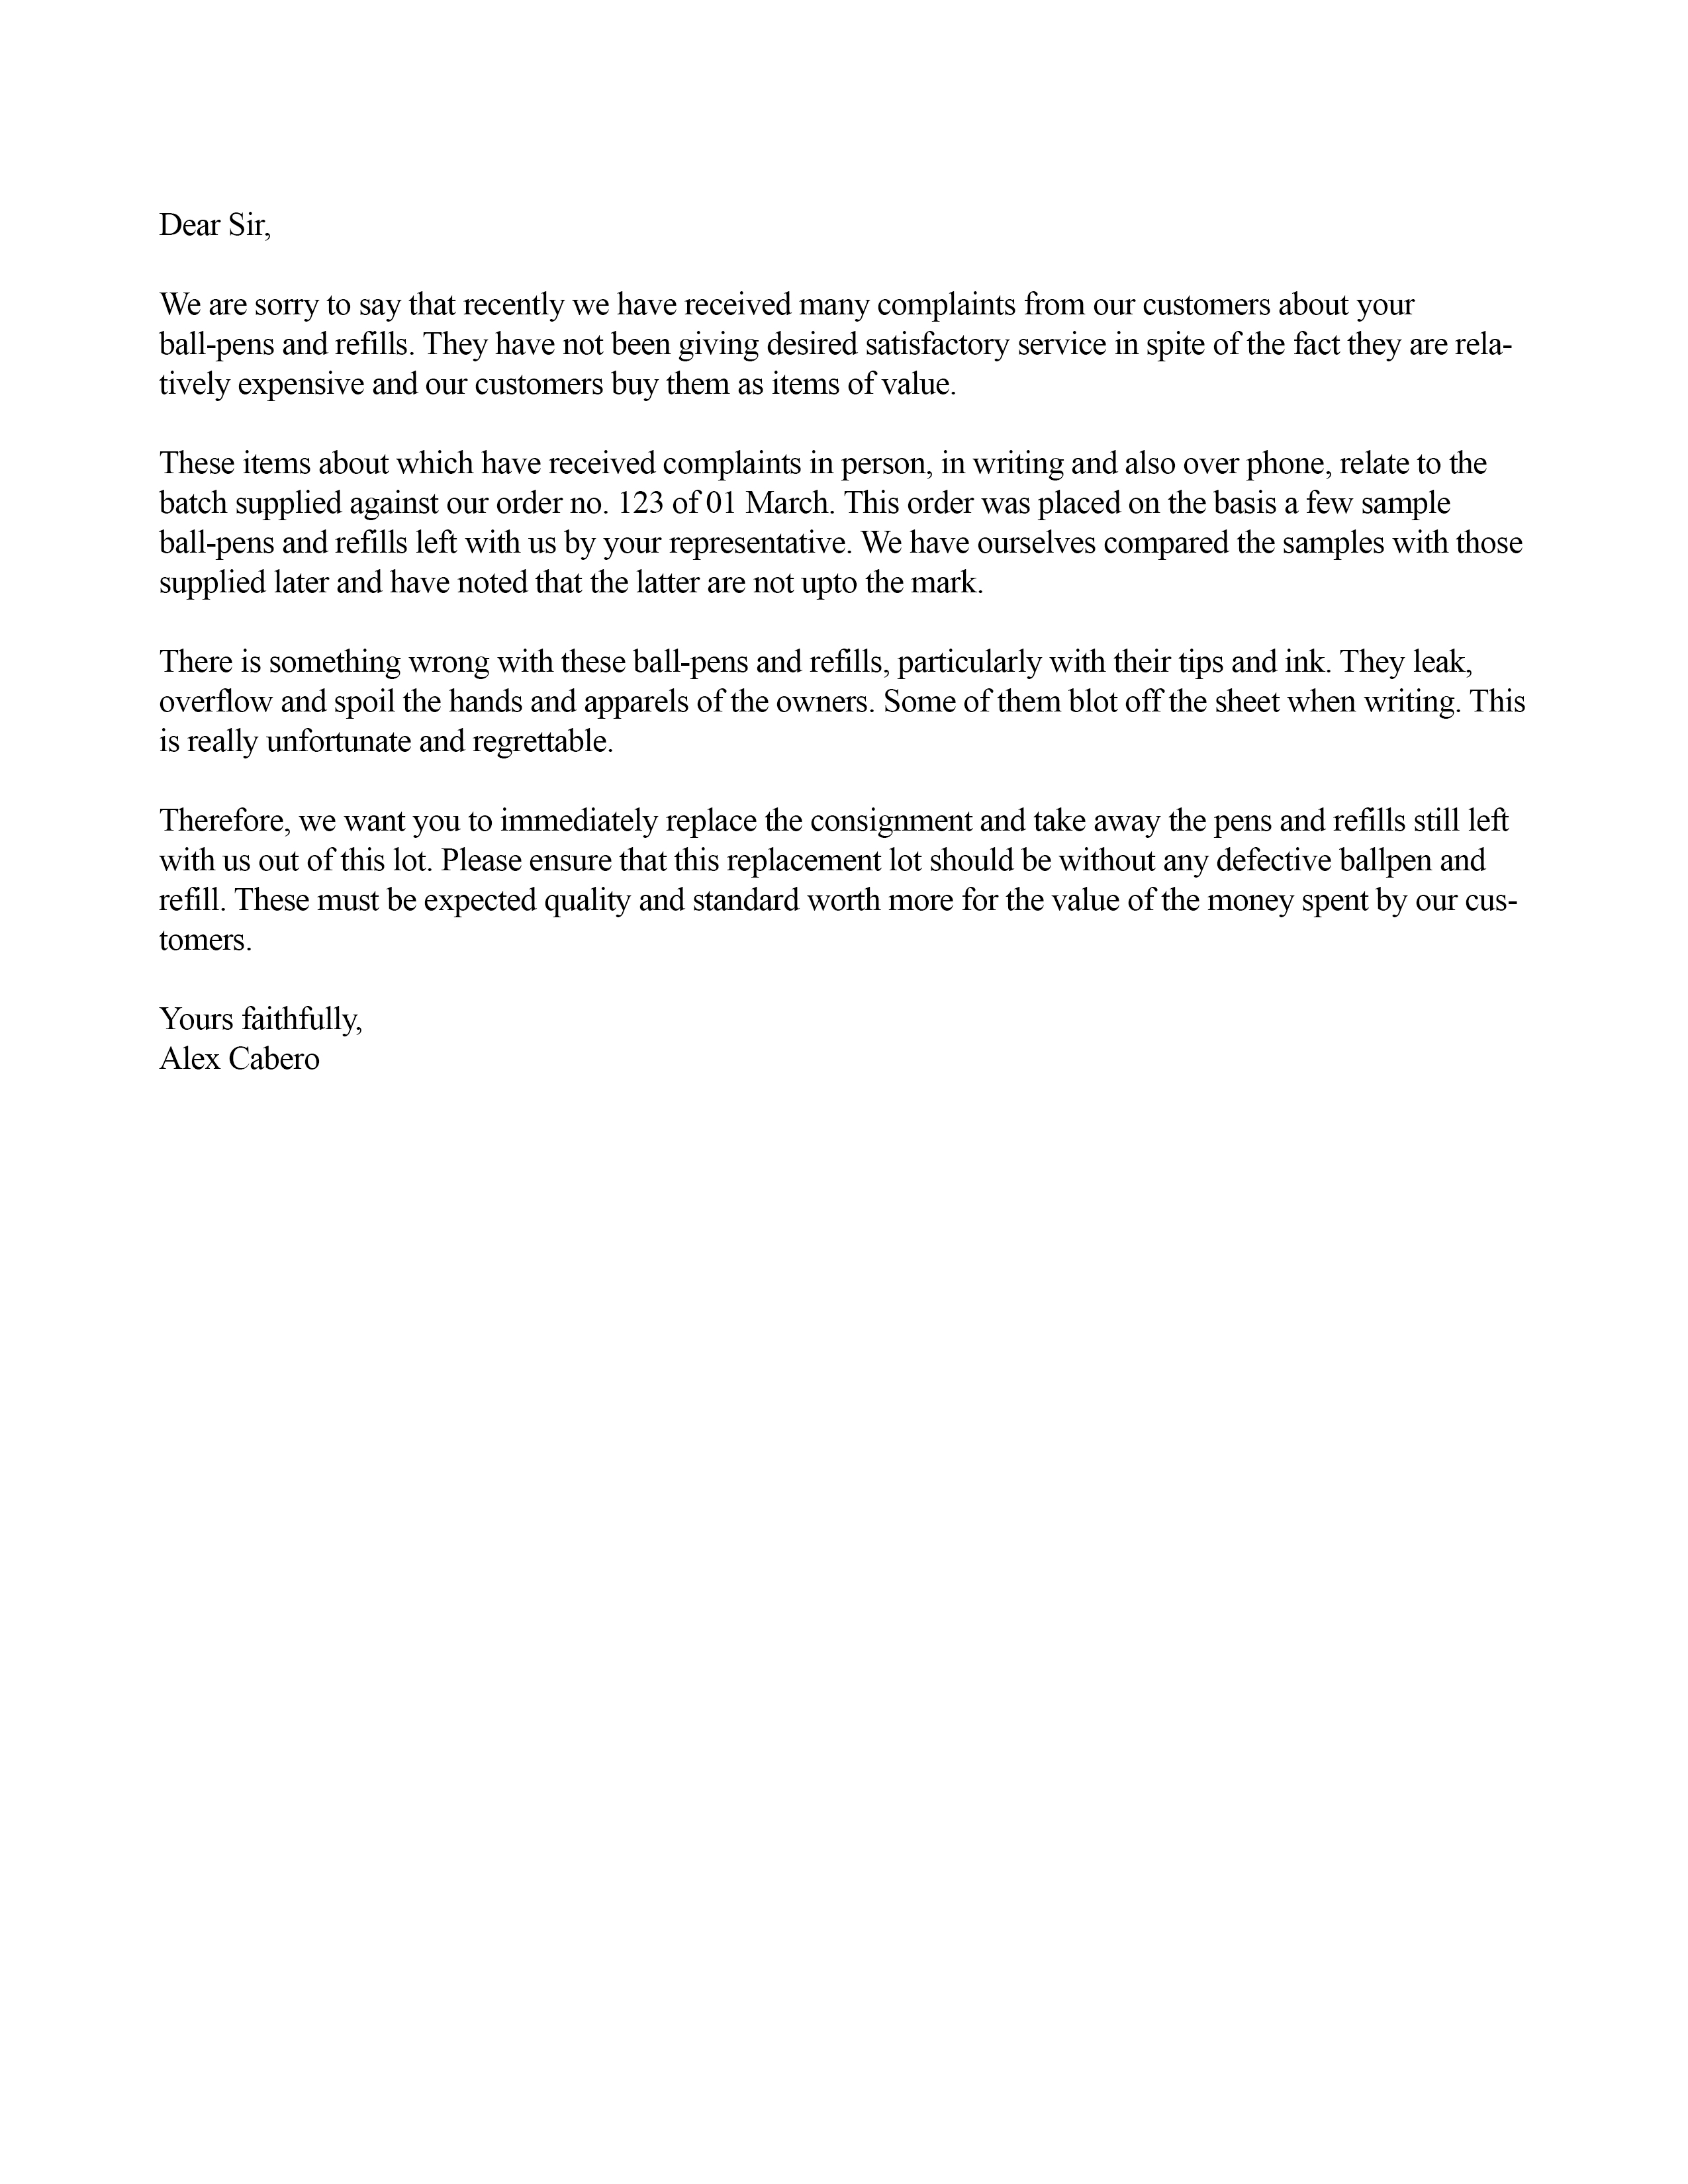 Dear Sir,
We are sorry to say that recently we have received many complaints from our customers about your
ball-pens and refills. They have not been giving desired satisfactory service in spite of the fact they are rela-
tively expensive and our customers buy them as items of value.
These items about which have received complaints in person, in writing and also over phone, relate to the
batch supplied against our order no. 123 of 01 March. This order was placed on the basis a few sample
ball-pens and refills left with us by your representative. We have ourselves compared the samples with those
supplied later and have noted that the latter are not upto the mark.
There is something wrong with these ball-pens and refills, particularly with their tips and ink. They leak,
overflow and spoil the hands and apparels of the owners. Some of them blot off the sheet when writing. This
is really unfortunate and regrettable.
Therefore, we want you to immediately replace the consignment and take away the pens and refills still left
with us out of this lot. Please ensure that this replacement lot should be without any defective ballpen and
refill. These must be expected quality and standard worth more for the value of the money spent by our cus-
tomers.
Yours faithfully,
Alex Cabero